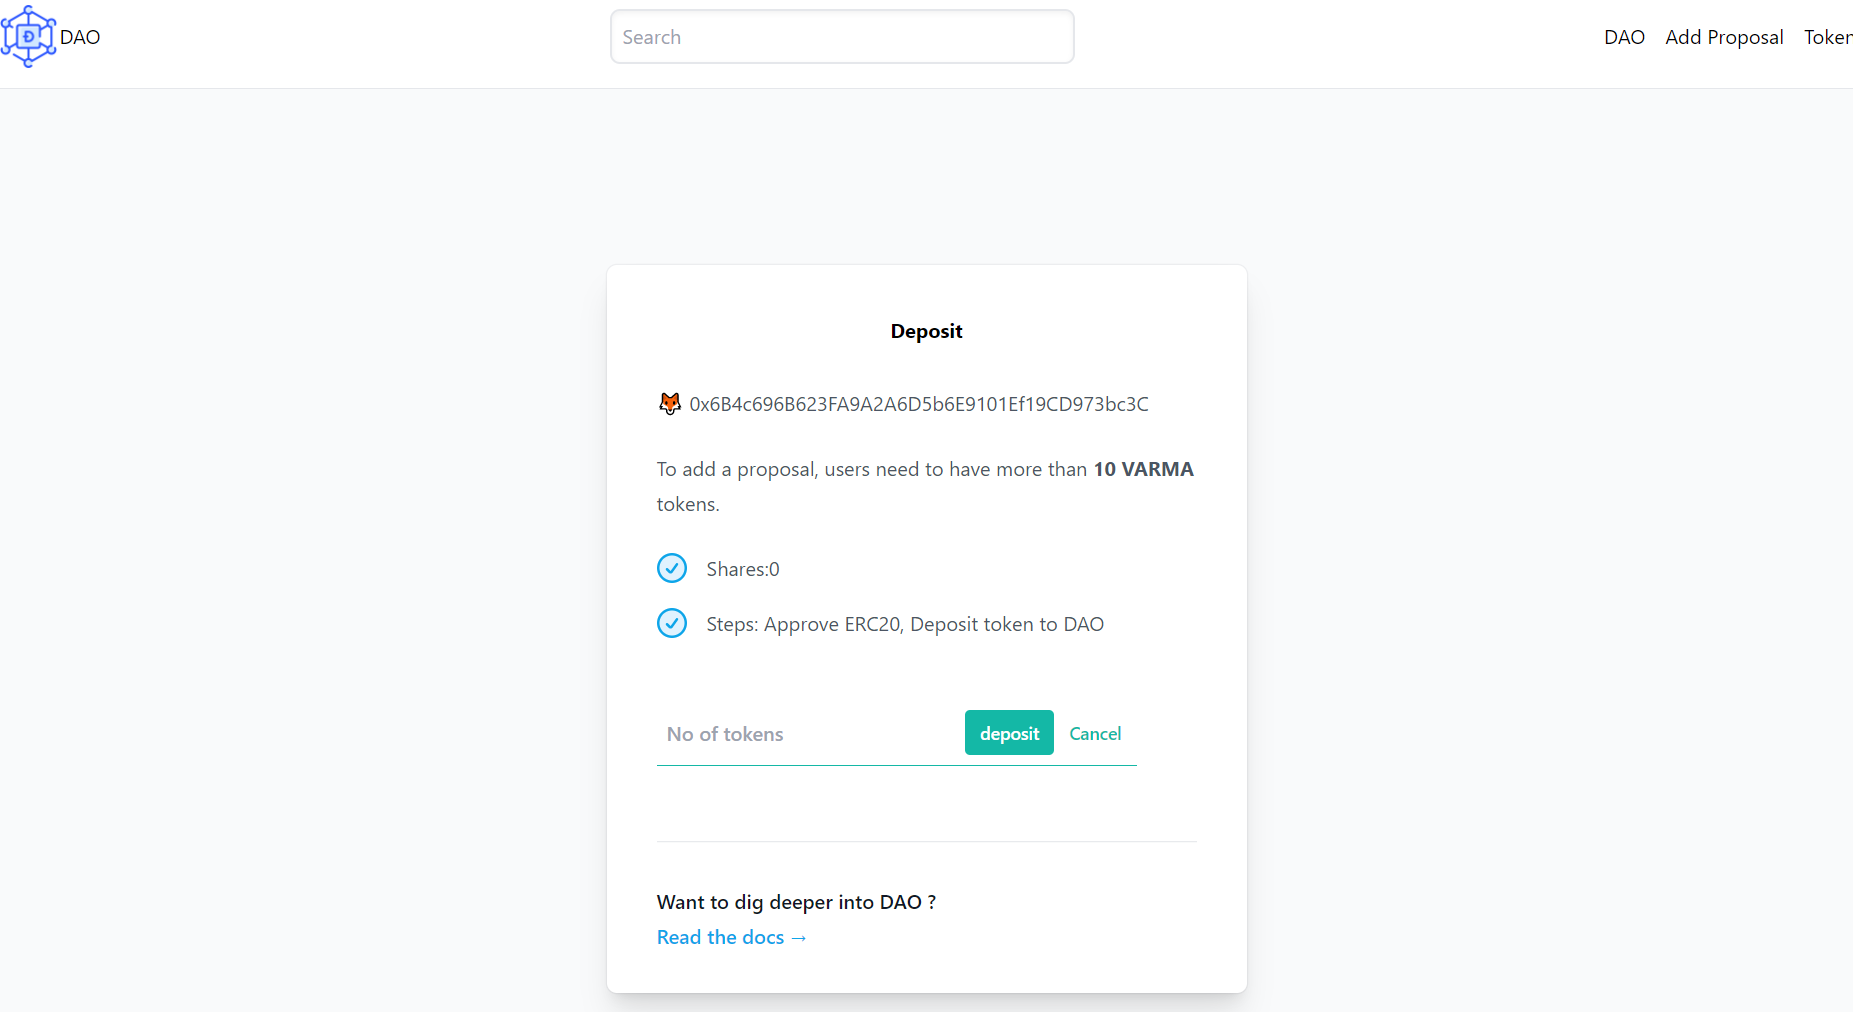 DAO
Search
DAO Add Proposal Token
Deposit
0x6B4c696B623FA9A2A6D5b6E9101Ef19CD973bc3C
To add a proposal, users need to have more than 10 VARMA
tokens.
Shares:0
Steps: Approve ERC20, Deposit token to DAO
No of tokens deposit Cancel
Want to dig deeper into DAO ?
Read the docs →